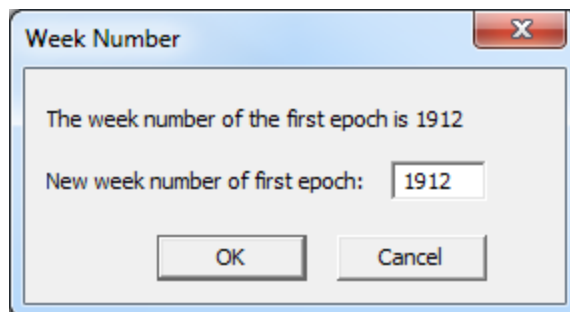 Week Number
The week number of the first epoch is 1912
New week number of first epoch: 1912
OK Cancel